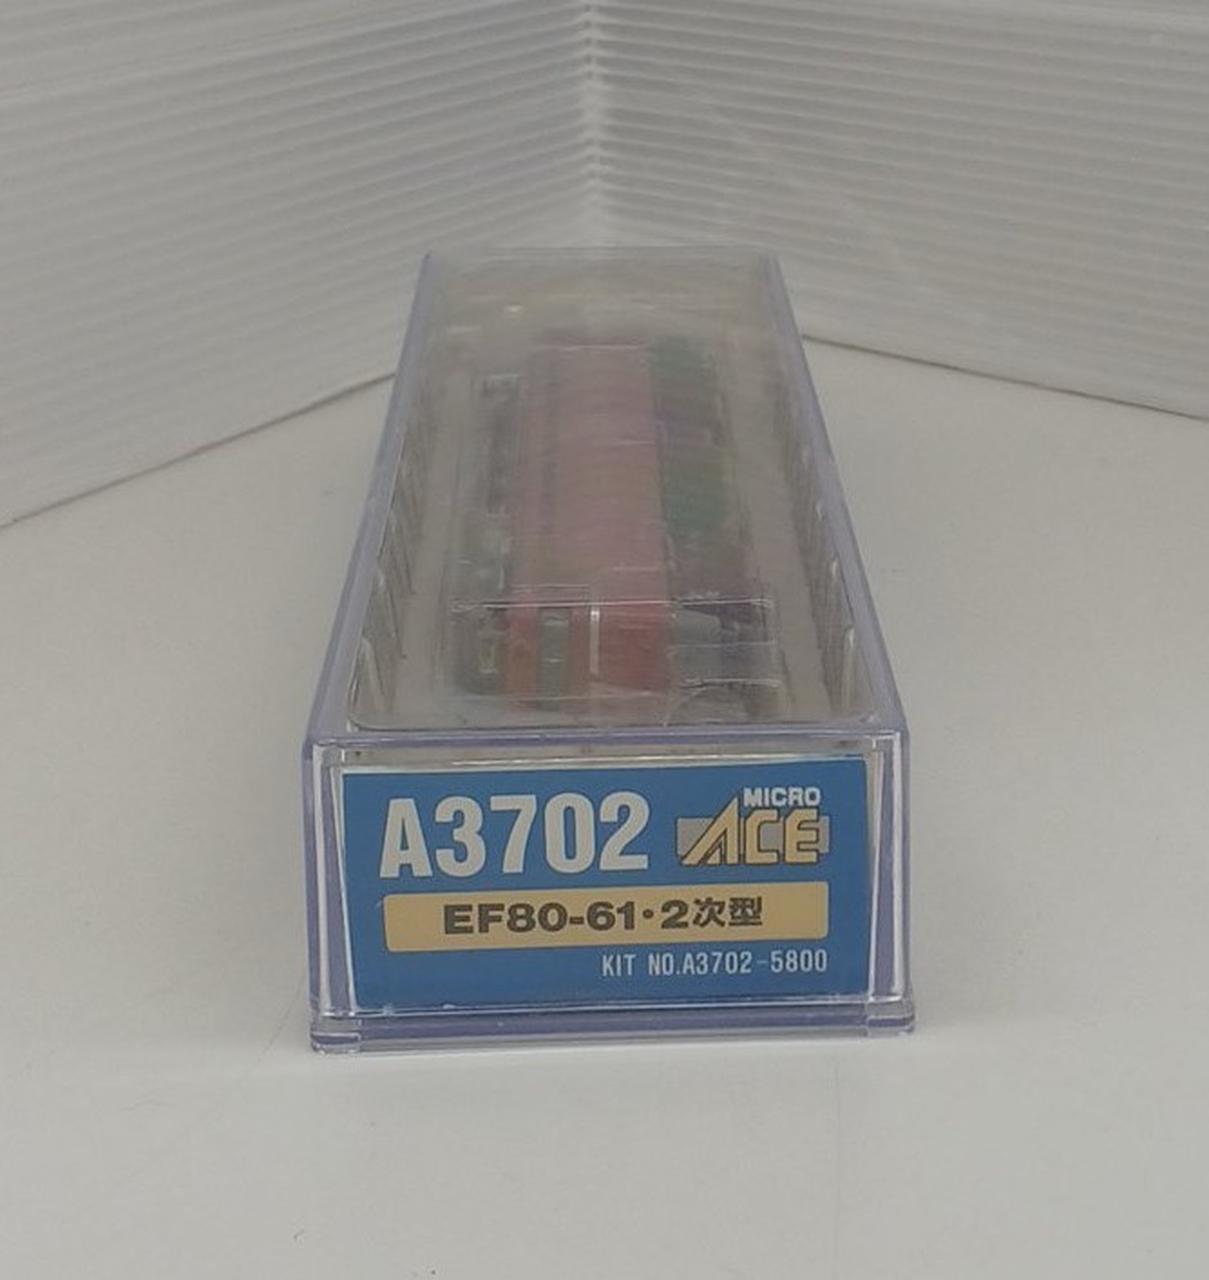 A3702
MICRO
ACE
EF80-61・2次型
KIT NO.A3702-5800